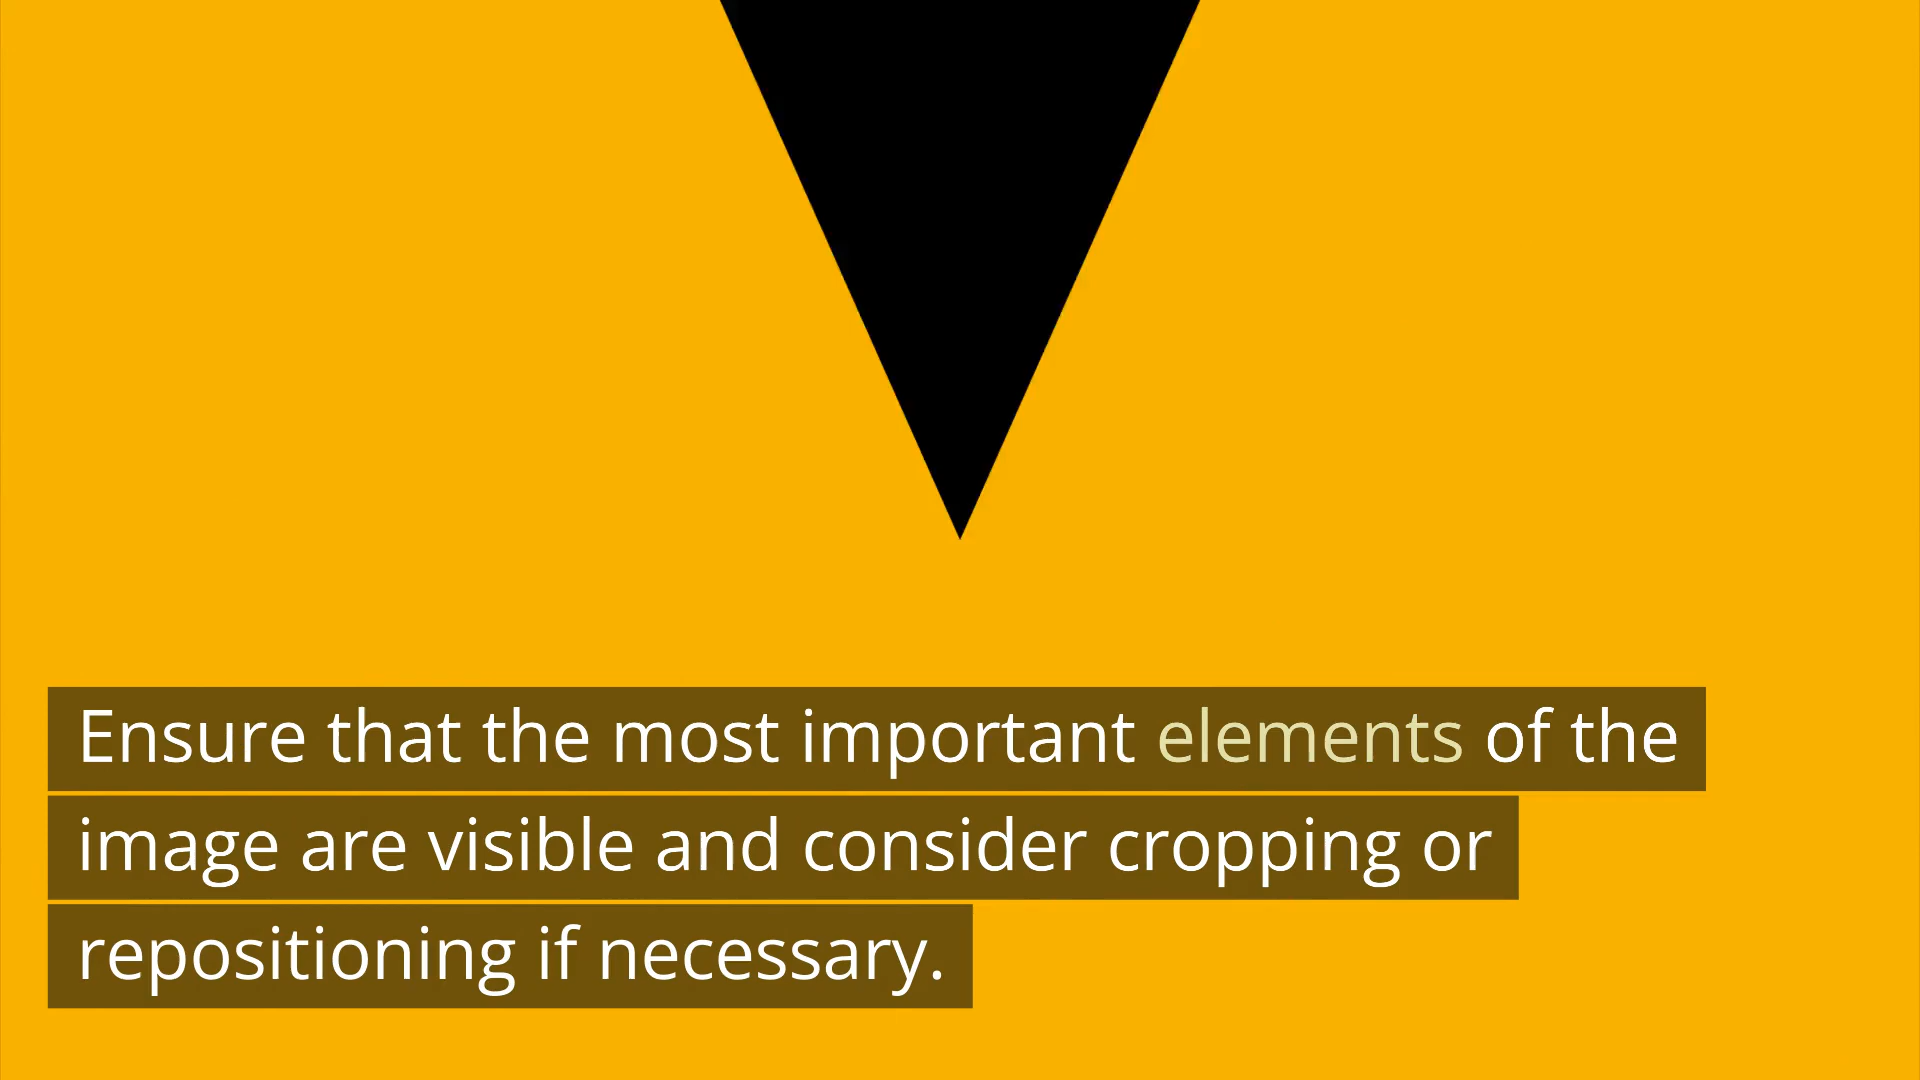 Ensure that the most important elements of the
image are visible and consider cropping or
repositioning if necessary.